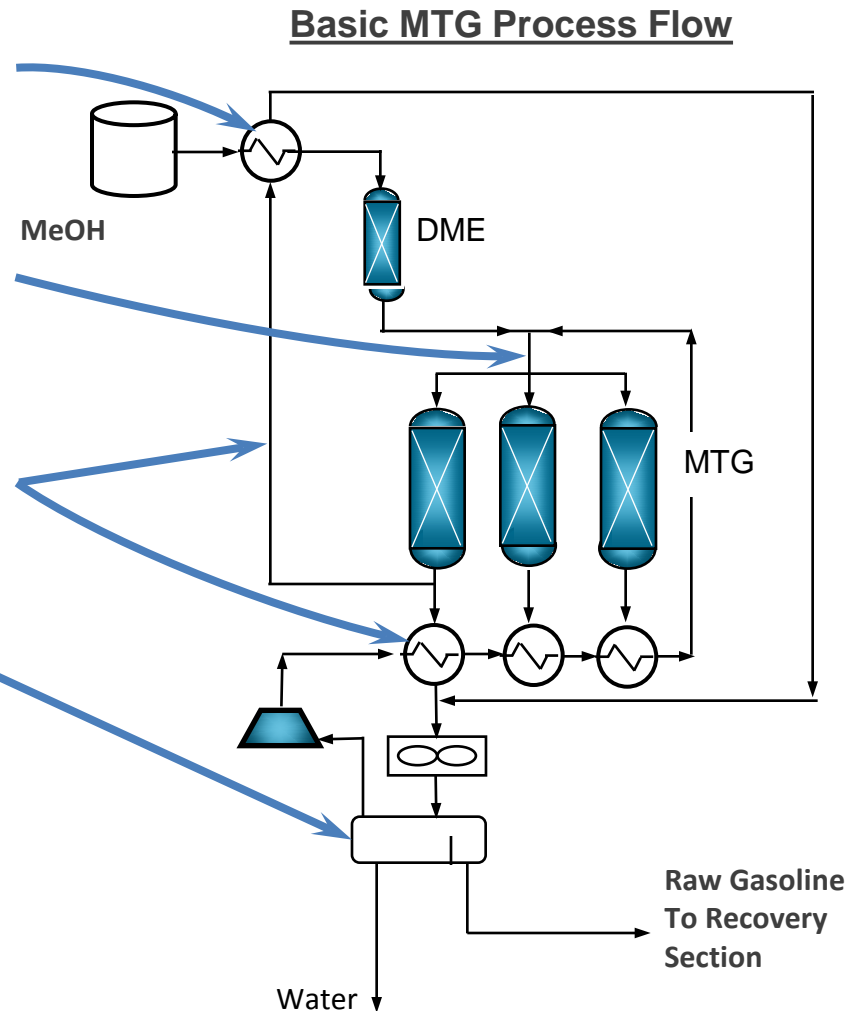 Basic MTG Process Flow
MeOH
DME
MTG
Raw Gasoline
To Recovery
Section
Water